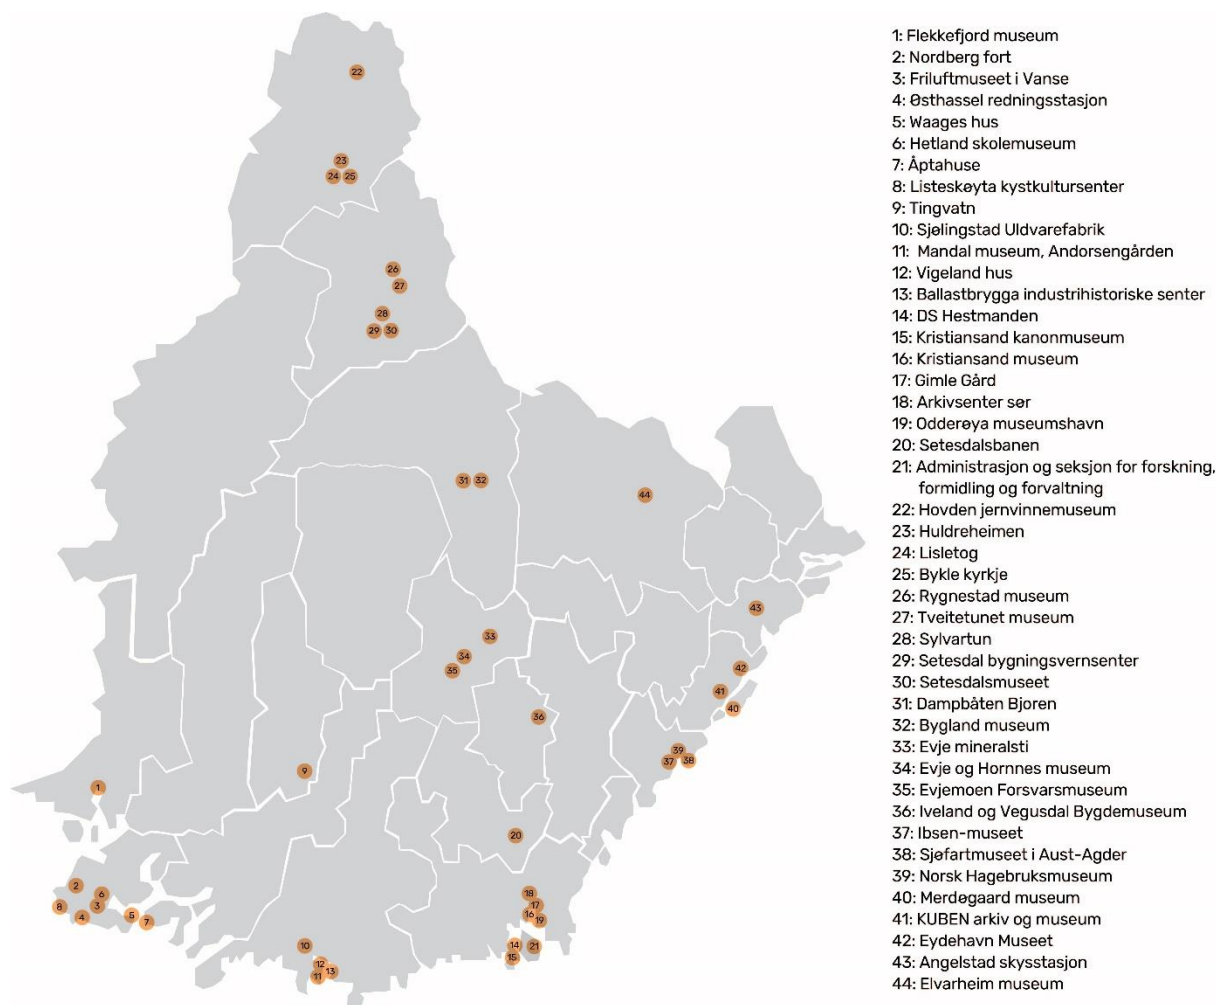 1: Flekkefjord museum
2: Nordberg fort
3: Friluftmuseet i Vanse
4: Østhassel redningsstasjon
5: Waages hus
6: Hetland skolemuseum
7: Åptahuse
8: Listeskøyta kystkultursenter
9: Tingvatn
10: Sjølingstad Uldvarefabrik
11: Mandal museum, Andorsengården
12: Vigeland hus
13: Ballastbrygga industrihistoriske senter
14: DS Hestmanden
15: Kristiansand kanonmuseum
16: Kristiansand museum
17: Gimle Gård
18: Arkivsenter sør
19: Odderøya museumshavn
20: Setesdalsbanen
21: Administrasjon og seksjon for forskning,
formidling og forvaltning
22: Hovden jernvinnemuseum
23: Huldreheimen
24: Lisletog
25: Bykle kyrkje
26: Rygnestad museum
27: Tveitetunet museum
28: Sylvartun
29: Setesdal bygningsvernsenter
30: Setesdalsmuseet
31: Dampbåten Bjoren
32: Bygland museum
33: Evje mineralsti
34: Evje og Hornnes museum
35: Evjemoen Forsvarsmuseum
36: Iveland og Vegusdal Bygdemuseum
37: Ibsen-museet
38: Sjøfartmuseet i Aust-Agder
39: Norsk Hagebruksmuseum
40: Merdøgaard museum
41: KUBEN arkiv og museum
42: Eydehavn Museet
43: Angelstad skysstasjon
44: Elvarheim museum
22
23
24 25
26
27
28
29 30
31 32
44
43
33
34
35
42
41
40
36
39
37 38
9
1
20
2
6
3
8
4
5
7
18
17
16
19
10
14 21
15
12
13
11